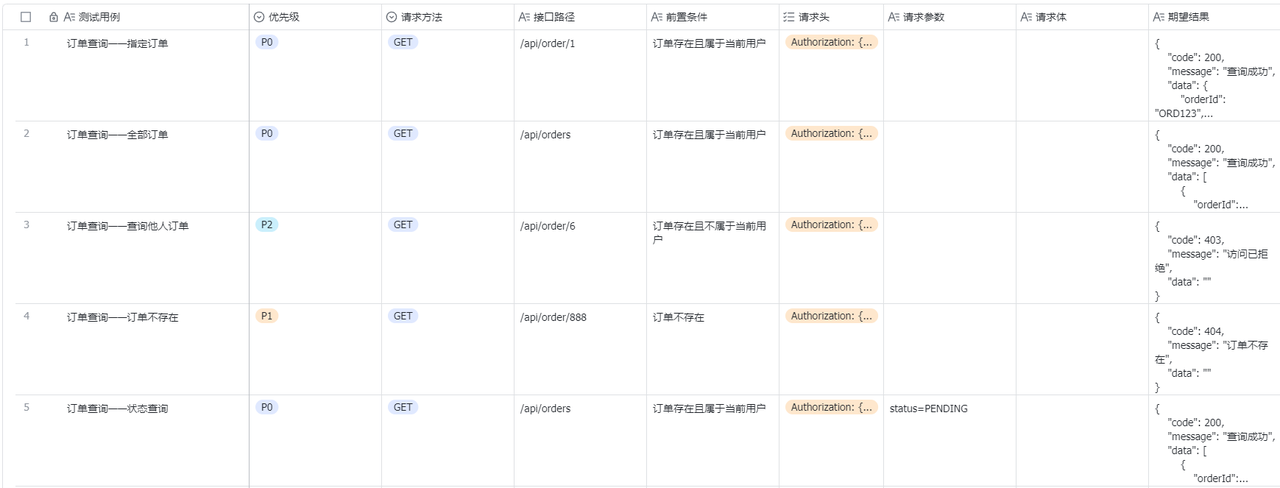 测试用例 优先级 请求方法 接口路径 前置条件 请求头 请求参数 请求体 期望结果
1 订单查询——指定订单 P0 GET /api/order/1 订单存在且属于当前用户 Authorization: {... {
"code": 200,
"message": "查询成功",
"data": {
"orderId":
"ORD123",...
2 订单查询——全部订单 P0 GET /api/orders 订单存在且属于当前用户 Authorization: {... {
"code": 200,
"message": "查询成功",
"data": [
{
"orderId":...
3 订单查询——查询他人订单 P2 GET /api/order/6 订单存在且不属于当前用 Authorization: {... {
户
"code": 403,
"message": "访问已拒
绝",
"data": ""
}
4 订单查询——订单不存在 P1 GET /api/order/888 订单不存在 Authorization: {... {
"code": 404,
"message": "订单不存
在",
"data": ""
}
5 订单查询——状态查询 P0 GET /api/orders 订单存在且属于当前用户 Authorization: {... status=PENDING {
"code": 200,
"message": "查询成功",
"data": [
{
"orderId":...